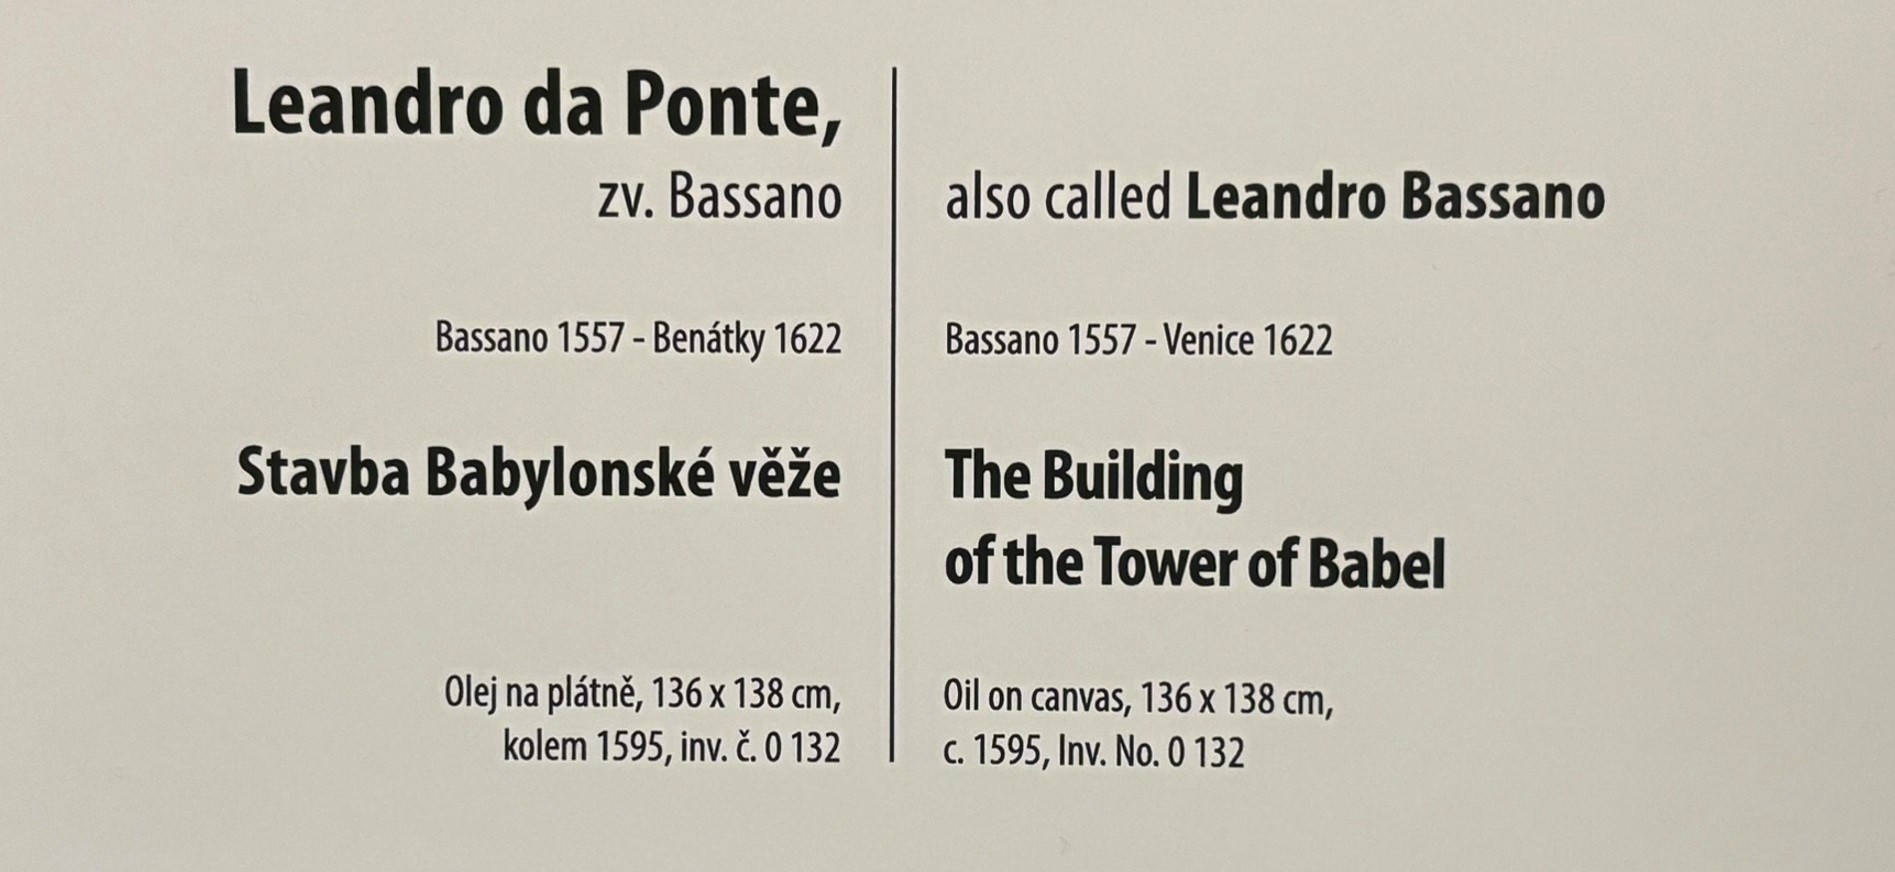 Leandro da Ponte,
zv. Bassano
Bassano 1557 - Benátky 1622
Stavba Babylonské věže
Olej na plátně, 136 x 138 cm,
kolem 1595, inv. č. O 132
also called Leandro Bassano
Bassano 1557 - Venice 1622
The Building
of the Tower of Babel
Oil on canvas, 136 x 138 cm,
c. 1595, Inv. No. O 132